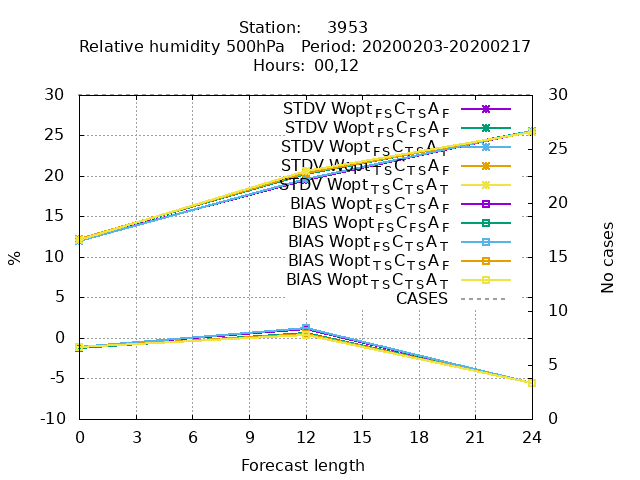 Station: 3953
Relative humidity 500hPa Period: 20200203-20200217
Hours: 00,12
30 30
STDV Wopt FS C TS A F
STDV Wopt FS C FS A F
25 25
STDV Wopt FS C TS A T
STDV Wopt TS C TS A F
20 20
STDV Wopt TS C TS A T
BIAS Wopt FS C TS A F
15 15
BIAS Wopt FS C FS A F
BIAS Wopt FS C TS A T
10
BIAS Wopt TS C TS A F
BIAS Wopt TS C TS A T
5 10
CASES
0
-5 5
-10 0
%
No cases
0 3 6 9 12 15 18 21 24
Forecast length